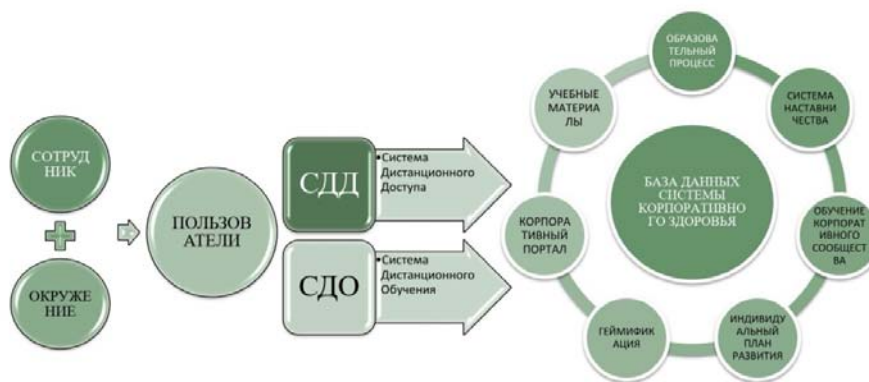 СОТРУД
НИК
ОКРУЖЕ
НИЕ
ПОЛЬЗОВ
АТЕЛИ
СДД
•Система
Дистанционного
Доступа
СДО
•Система
Дистанционного
Обучения
БАЗА ДАННЫХ
СИСТЕМЫ
КОРПОРАТИВНО
ГО ЗДОРОВЬЯ
ОБРАЗОВА
ТЕЛЬНЫЙ
ПРОЦЕСС
СИСТЕМА
НАСТАВНИ
ЧЕСТВА
ОБУЧЕНИЕ
КОРПОРАТ
ИВНОГО
СООБЩЕСТ
ВА
ИНДИВИДУ
АЛЬНЫЙ
ПЛАН
РАЗВИТИЯ
ГЕЙМИФИК
АЦИЯ
КОРПОРА
ТИВНЫЙ
ПОРТАЛ
УЧЕБНЫЕ
МАТЕРИА
ЛЫ